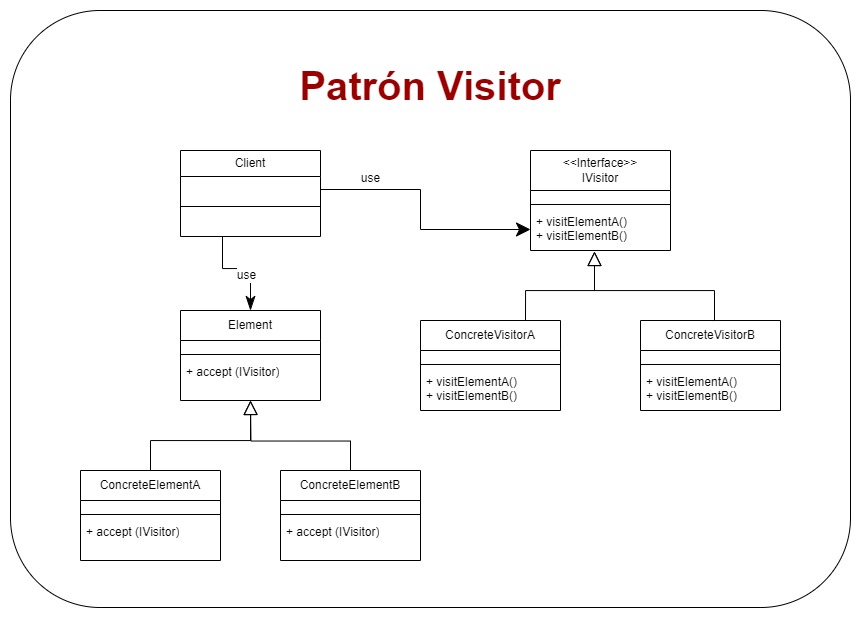 Patrón Visitor
Client
use
<<Interface>>
IVisitor
+ visitElementA()
+ visitElementB()
use
Element
+ accept (IVisitor)
ConcreteVisitorA
+ visitElementA()
+ visitElementB()
ConcreteVisitorB
+ visitElementA()
+ visitElementB()
ConcreteElementA
+ accept (IVisitor)
ConcreteElementB
+ accept (IVisitor)